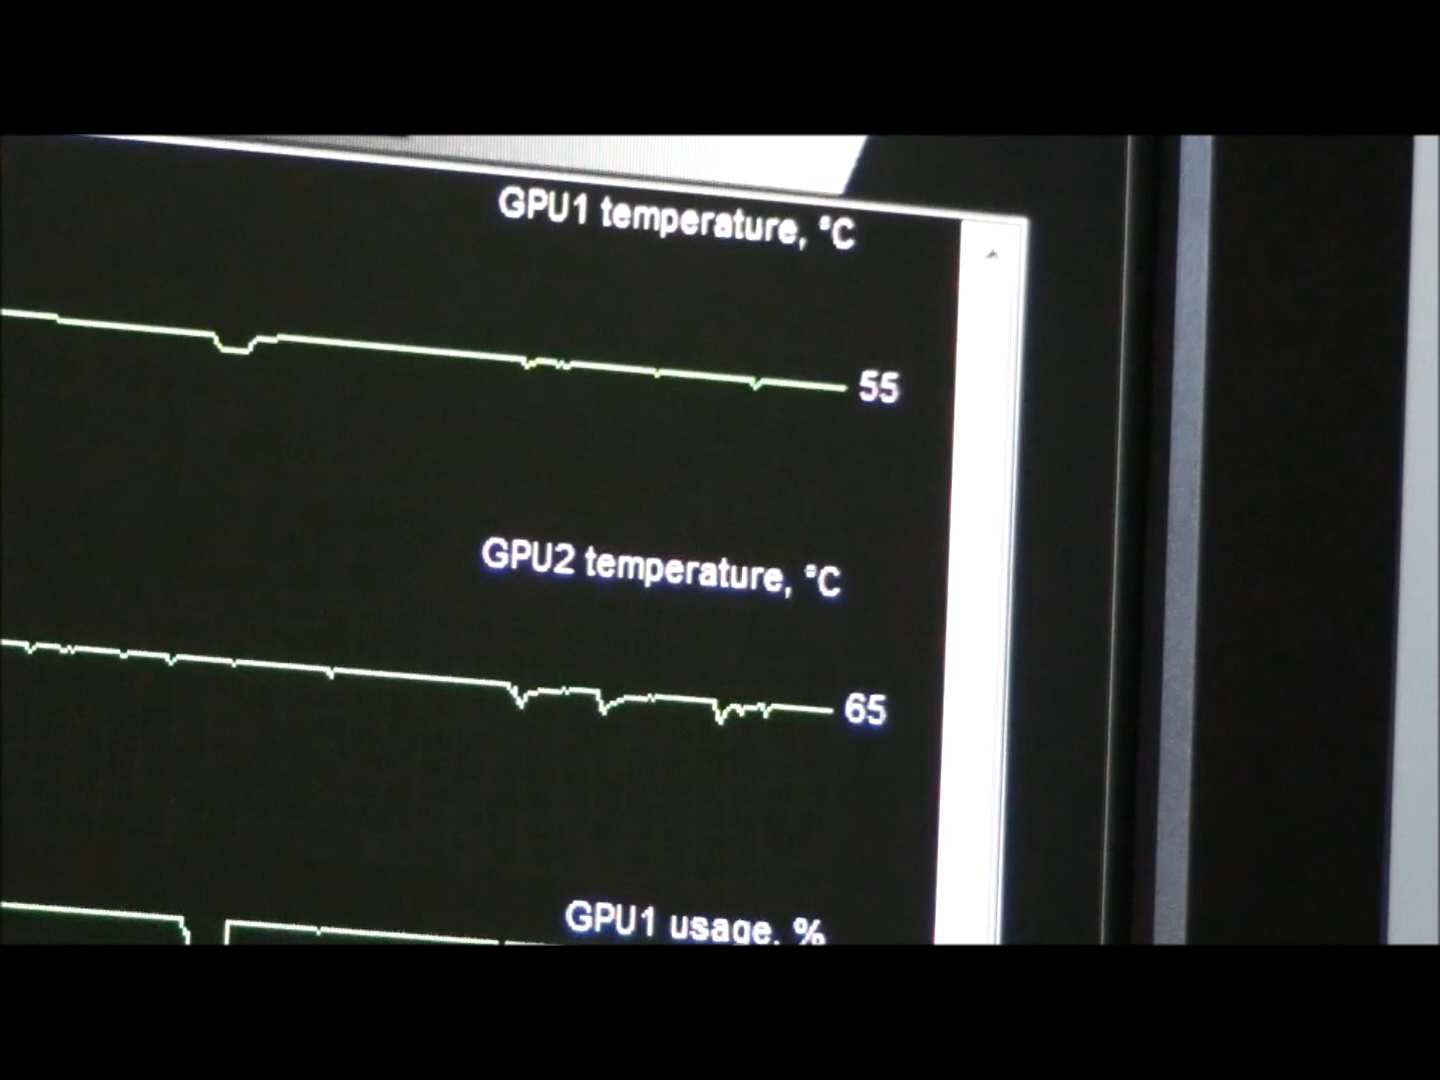 GPU1 temperature, °C
55
GPU2 temperature, °C
65
GPU1 usage, %